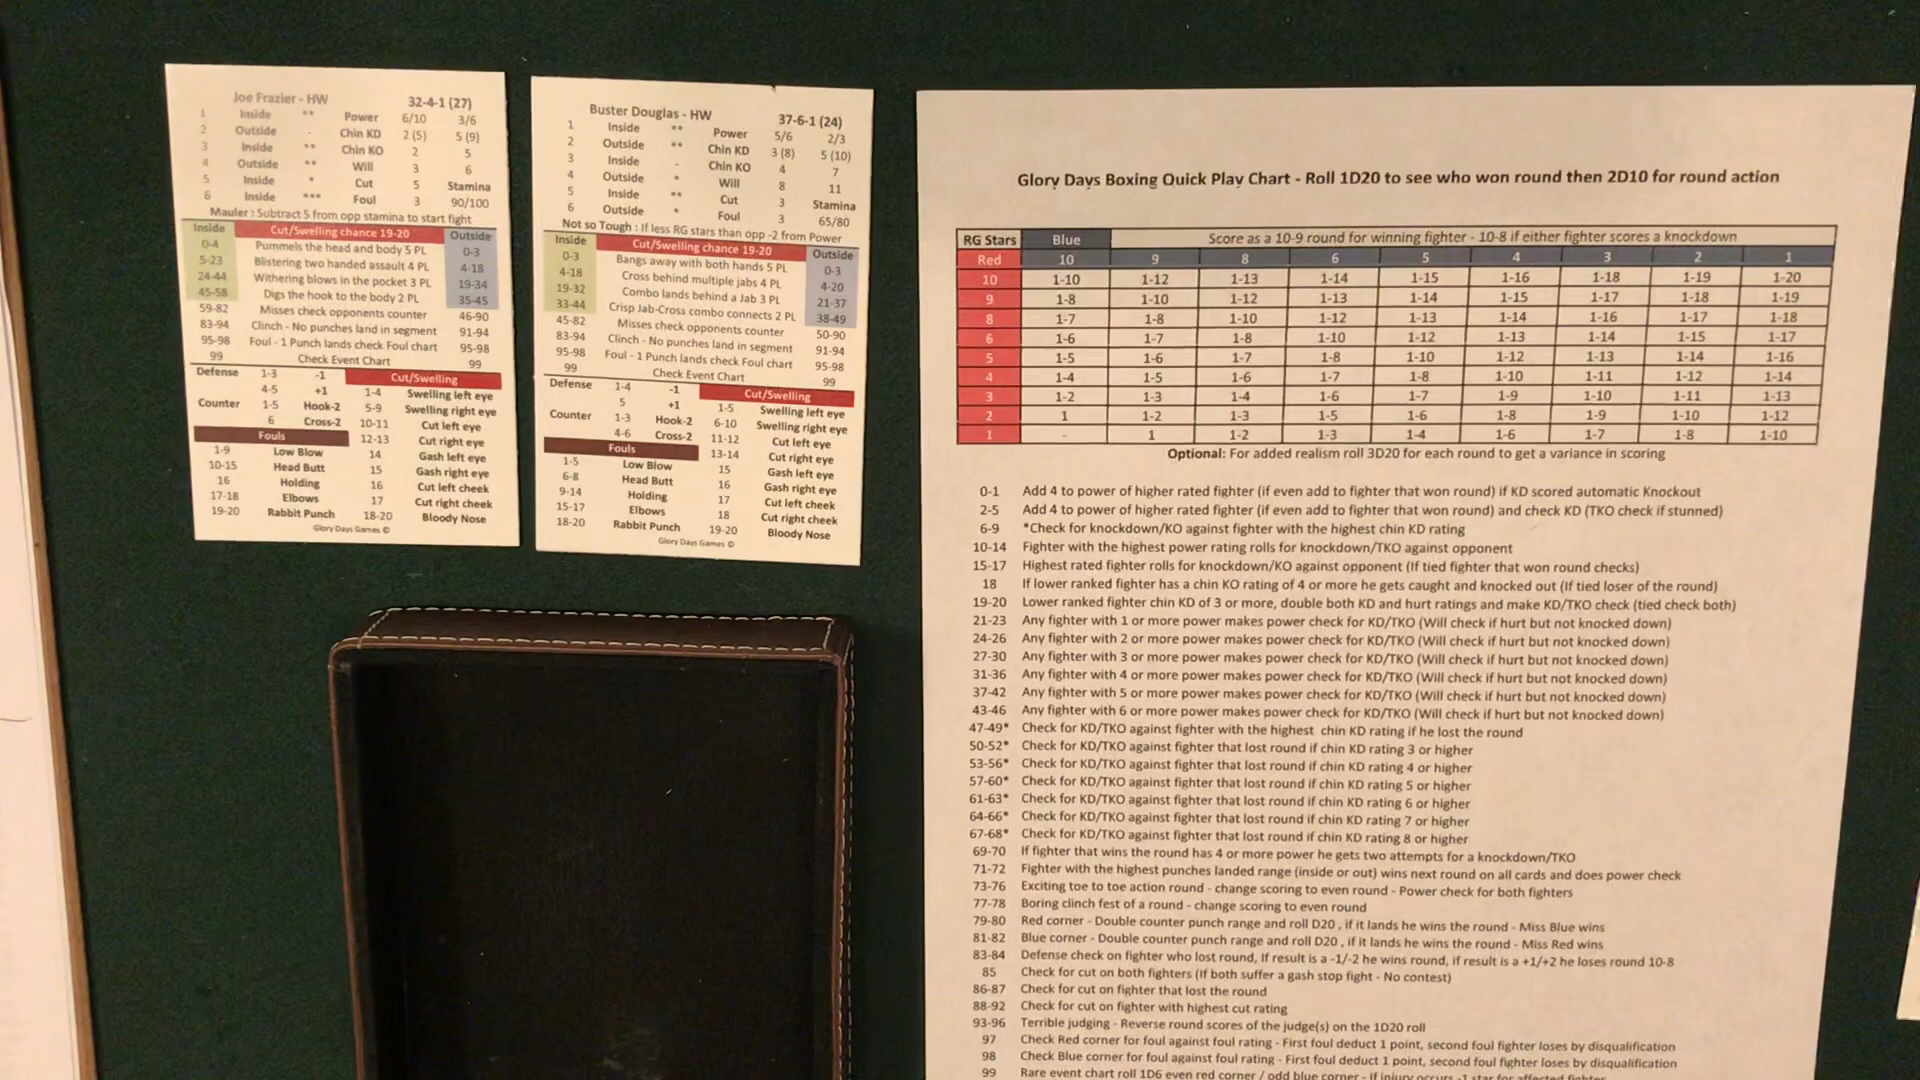 Joe Frazier - HW 32-4-1 (27)
1 Inside ** Power 6/10 3/6
2 Outside - Chin KD 2 (5) 5 (9)
3 Inside ** Chin KO 2 5
4 Outside ** Will 3 6
5 Inside * Cut 5 Stamina
6 Inside *** Foul 3 90/100
Mauler : Subtract 5 from opp stamina to start fight
Inside Cut/Swelling chance 19-20 Outside
0-4 Pummels the head and body 5 PL 0-3
5-23 Blistering two handed assault 4 PL 4-18
24-44 Withering blows in the pocket 3 PL 19-34
45-58 Digs the hook to the body 2 PL 35-45
59-82 Misses check opponents counter 46-90
83-94 Clinch - No punches land in segment 91-94
95-98 Foul - 1 Punch lands check Foul chart 95-98
99 Check Event Chart 99
Defense 1-3 -1 Cut/Swelling
4-5 +1 1-4 Swelling left eye
Counter 1-5 Hook-2 5-9 Swelling right eye
6 Cross-2 10-11 Cut left eye
Fouls 12-13 Cut right eye
1-9 Low Blow 14 Gash left eye
10-15 Head Butt 15 Gash right eye
16 Holding 16 Cut left cheek
17-18 Elbows 17 Cut right cheek
19-20 Rabbit Punch 18-20 Bloody Nose
Glory Days Games ©
Buster Douglas - HW 37-6-1 (24)
1 Inside ** Power 5/6 2/3
2 Outside ** Chin KD 3 (8) 5 (10)
3 Inside - Chin KO 4 7
4 Outside * Will 8 11
5 Inside ** Cut 3 Stamina
6 Outside * Foul 3 65/80
Not so Tough : If less RG stars than opp -2 from Power
Inside Cut/Swelling chance 19-20 Outside
0-3 Bangs away with both hands 5 PL 0-3
4-18 Cross behind multiple jabs 4 PL 4-20
19-32 Combo lands behind a Jab 3 PL 21-37
33-44 Crisp Jab-Cross combo connects 2 PL 38-49
45-82 Misses check opponents counter 50-90
83-94 Clinch - No punches land in segment 91-94
95-98 Foul - 1 Punch lands check Foul chart 95-98
99 Check Event Chart 99
Defense 1-4 -1 Cut/Swelling
5 +1 1-5 Swelling left eye
Counter 1-3 Hook-2 6-10 Swelling right eye
4-6 Cross-2 11-12 Cut left eye
Fouls 13-14 Cut right eye
1-5 Low Blow 15 Gash left eye
6-8 Head Butt 16 Gash right eye
9-14 Holding 17 Cut left cheek
15-17 Elbows 18 Cut right cheek
18-20 Rabbit Punch 19-20 Bloody Nose
Glory Days Games ©
Glory Days Boxing Quick Play Chart - Roll 1D20 to see who won round then 2D10 for round action
RG Stars Blue Score as a 10-9 round for winning fighter - 10-8 if either fighter scores a knockdown
Red 10 9 8 6 5 4 3 2 1
10 1-10 1-12 1-13 1-14 1-15 1-16 1-18 1-19 1-20
9 1-8 1-10 1-12 1-13 1-14 1-15 1-17 1-18 1-19
8 1-7 1-8 1-10 1-12 1-13 1-14 1-16 1-17 1-18
6 1-6 1-7 1-8 1-10 1-12 1-13 1-14 1-15 1-17
5 1-5 1-6 1-7 1-8 1-10 1-12 1-13 1-14 1-16
4 1-4 1-5 1-6 1-7 1-8 1-10 1-11 1-12 1-14
3 1-2 1-3 1-4 1-6 1-7 1-9 1-10 1-11 1-13
2 1 1-2 1-3 1-5 1-6 1-8 1-9 1-10 1-12
1 - 1 1-2 1-3 1-4 1-6 1-7 1-8 1-10
Optional: For added realism roll 3D20 for each round to get a variance in scoring
0-1 Add 4 to power of higher rated fighter (if even add to fighter that won round) if KD scored automatic Knockout
2-5 Add 4 to power of higher rated fighter (if even add to fighter that won round) and check KD (TKO check if stunned)
6-9 *Check for knockdown/KO against fighter with the highest chin KD rating
10-14 Fighter with the highest power rating rolls for knockdown/TKO against opponent
15-17 Highest rated fighter rolls for knockdown/KO against opponent (If tied fighter that won round checks)
18 If lower ranked fighter has a chin KO rating of 4 or more he gets caught and knocked out (If tied loser of the round)
19-20 Lower ranked fighter chin KD of 3 or more, double both KD and hurt ratings and make KD/TKO check (tied check both)
21-23 Any fighter with 1 or more power makes power check for KD/TKO (Will check if hurt but not knocked down)
24-26 Any fighter with 2 or more power makes power check for KD/TKO (Will check if hurt but not knocked down)
27-30 Any fighter with 3 or more power makes power check for KD/TKO (Will check if hurt but not knocked down)
31-36 Any fighter with 4 or more power makes power check for KD/TKO (Will check if hurt but not knocked down)
37-42 Any fighter with 5 or more power makes power check for KD/TKO (Will check if hurt but not knocked down)
43-46 Any fighter with 6 or more power makes power check for KD/TKO (Will check if hurt but not knocked down)
47-49* Check for KD/TKO against fighter with the highest chin KD rating if he lost the round
50-52* Check for KD/TKO against fighter that lost round if chin KD rating 3 or higher
53-56* Check for KD/TKO against fighter that lost round if chin KD rating 4 or higher
57-60* Check for KD/TKO against fighter that lost round if chin KD rating 5 or higher
61-63* Check for KD/TKO against fighter that lost round if chin KD rating 6 or higher
64-66* Check for KD/TKO against fighter that lost round if chin KD rating 7 or higher
67-68* Check for KD/TKO against fighter that lost round if chin KD rating 8 or higher
69-70 If fighter that wins the round has 4 or more power he gets two attempts for a knockdown/TKO
71-72 Fighter with the highest punches landed range (inside or out) wins next round on all cards and does power check
73-76 Exciting toe to toe action round - change scoring to even round - Power check for both fighters
77-78 Boring clinch fest of a round - change scoring to even round
79-80 Red corner - Double counter punch range and roll D20 , if it lands he wins the round - Miss Blue wins
81-82 Blue corner - Double counter punch range and roll D20 , if it lands he wins the round - Miss Red wins
83-84 Defense check on fighter who lost round, If result is a -1/-2 he wins round, if result is a +1/+2 he loses round 10-8
85 Check for cut on both fighters (If both suffer a gash stop fight - No contest)
86-87 Check for cut on fighter that lost the round
88-92 Check for cut on fighter with highest cut rating
93-96 Terrible judging - Reverse round scores of the judge(s) on the 1D20 roll
97 Check Red corner for foul against foul rating - First foul deduct 1 point, second foul fighter loses by disqualification
98 Check Blue corner for foul against foul rating - First foul deduct 1 point, second foul fighter loses by disqualification
99 Rare event chart roll 1D6 even red corner / odd blue corner - If injury occurs -1 star for affected fighter